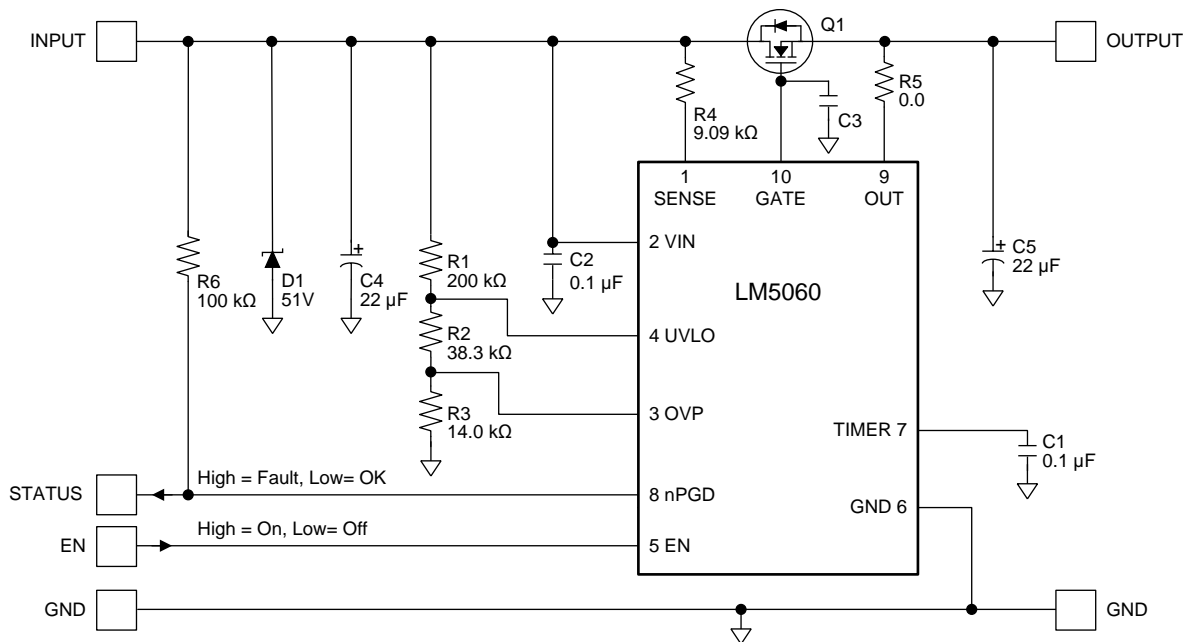 INPUT
Q1
OUTPUT
R4
9.09 kΩ
C3
R5
0.0
1
SENSE
10
GATE
9
OUT
R6
100 kΩ
D1
51V
C4
22 µF
R1
200 kΩ
C2
0.1 µF
2 VIN
C5
22 µF
LM5060
R2
38.3 kΩ
4 UVLO
R3
14.0 kΩ
3 OVP
TIMER 7
C1
0.1 µF
STATUS
High = Fault, Low= OK
8 nPGD
GND 6
EN
High = On, Low= Off
5 EN
GND
GND